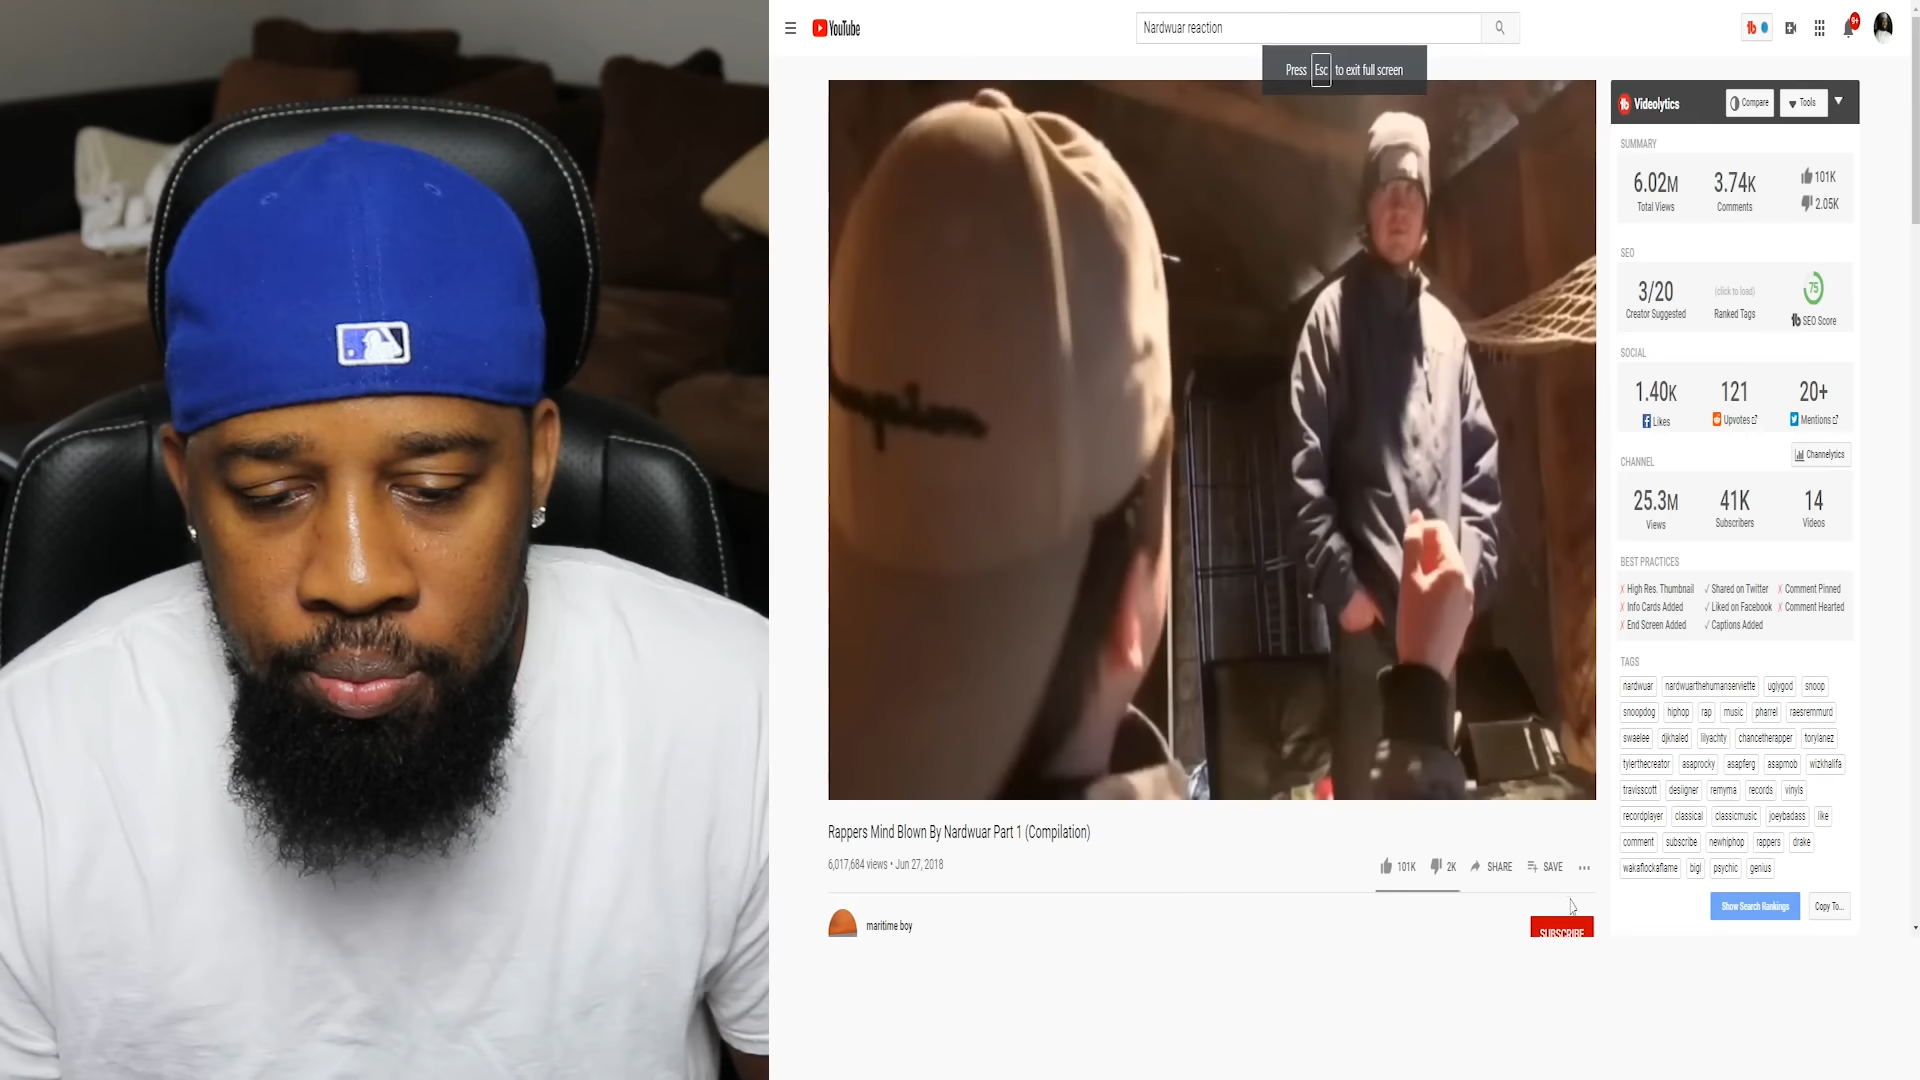 YouTube
Nardwuar reaction
9+
Press Esc to exit full screen
Videolytics
Compare
Tools
SUMMARY
6.02M
Total Views
3.74K
Comments
101K
2.05K
SEO
3/20
Creator Suggested
(click to load)
Ranked Tags
75
SEO Score
SOCIAL
1.40K
Likes
121
Upvotes
20+
Mentions
CHANNEL
Channelytics
25.3M
Views
41K
Subscribers
14
Videos
BEST PRACTICES
X High Res. Thumbnail √ Shared on Twitter X Comment Pinned
X Info Cards Added √ Liked on Facebook X Comment Hearted
X End Screen Added √ Captions Added
TAGS
nardwuar nardwuarthehumanserviette uglygod snoop
snoopdog hiphop rap music pharrel raesremmurd
swaelee djkhaled lilyachty chancetherapper torylanez
tylerthecreator asaprocky asapferg asapmob wizkhalifa
travisscott desiigner remyma records vinyls
recordplayer classical classicmusic joeybadass like
comment subscribe newhiphop rappers drake
wakaflockaflame bigl psychic genius
Show Search Rankings Copy To...
Rappers Mind Blown By Nardwuar Part 1 (Compilation)
6,017,684 views • Jun 27, 2018
101K 2K SHARE SAVE
maritime boy
SUBSCRIBE